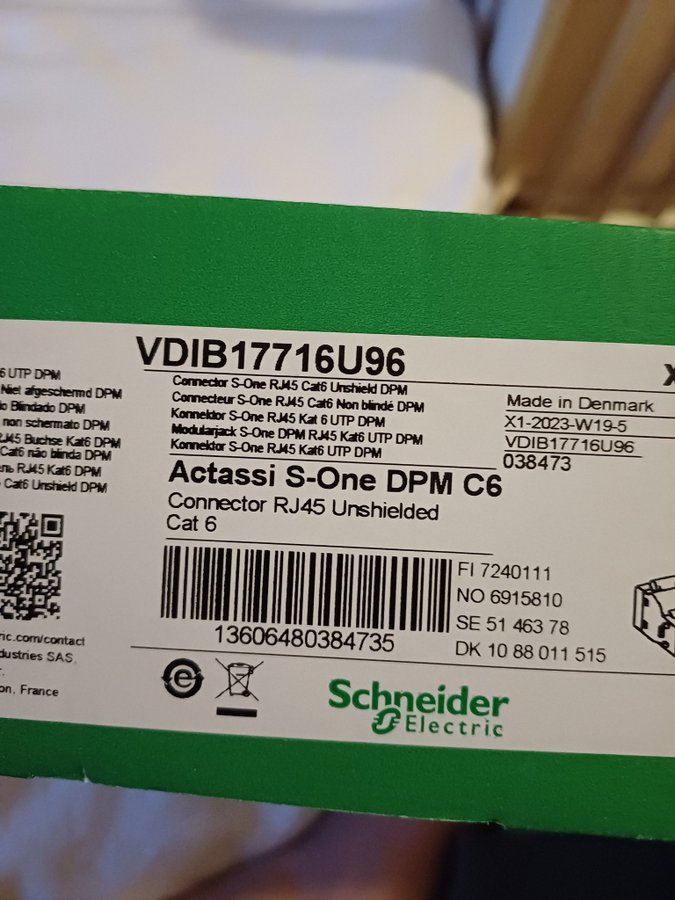 VDIB17716U96
Connector S-One RJ45 Cat6 Unshield DPM
Connecteur S-One RJ45 Cat6 Non blindé DPM
Konnektor S-One RJ45 Kat 6 UTP DPM
Modularjack S-One DPM RJ45 Kat6 UTP DPM
Konnektor S-One RJ45 Kat6 UTP DPM
Actassi S-One DPM C6
Connector RJ45 Unshielded
Cat 6
13606480384735
6 UTP DPM
Niet afgeschermd DPM
o Blindado DPM
non schermato DPM
RJ45 Buchse Kat6 DPM
Cat6 não blinda DPM
ень RJ45 Kat6 DPM
Cat6 Unshield DPM
ric.com/contact
dustries SAS
on, France
Made in Denmark
X1-2023-W19-5
VDIB17716U96
038473
FI 7240111
NO 6915810
SE 51 463 78
DK 10 88 011 515
e
Schneider
Electric